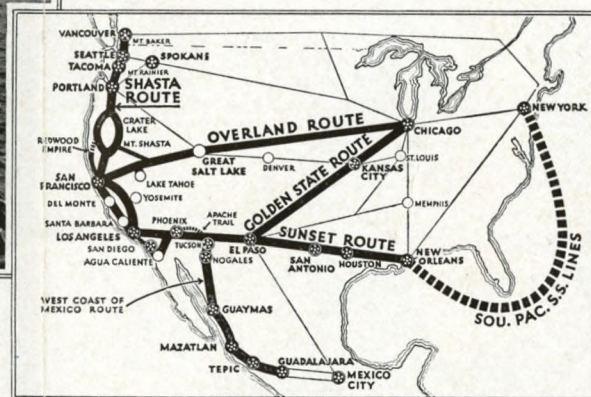 VANCOUVER
MT. BAKER
SEATTLE
TACOMA
SPOKANE
MT. RAINIER
PORTLAND
SHASTA
ROUTE
CRATER
LAKE
REDWOOD
EMPIRE
MT. SHASTA
OVERLAND ROUTE
CHICAGO
NEW YORK
GREAT
SALT LAKE
DENVER
ST. LOUIS
KANSAS
CITY
GOLDEN STATE ROUTE
SAN
FRANCISCO
LAKE TAHOE
YOSEMITE
DEL MONTE
MEMPHIS
SANTA BARBARA
LOS ANGELES
PHOENIX
APACHE
TRAIL
SAN DIEGO
AGUA CALIENTE
TUCSON
NOGALES
EL PASO
SUNSET ROUTE
SAN
ANTONIO
HOUSTON
NEW
ORLEANS
SOU. PAC. S.S. LINES
WEST COAST OF
MEXICO ROUTE
GUAYMAS
MAZATLAN
TEPIC
GUADALAJARA
MEXICO
CITY